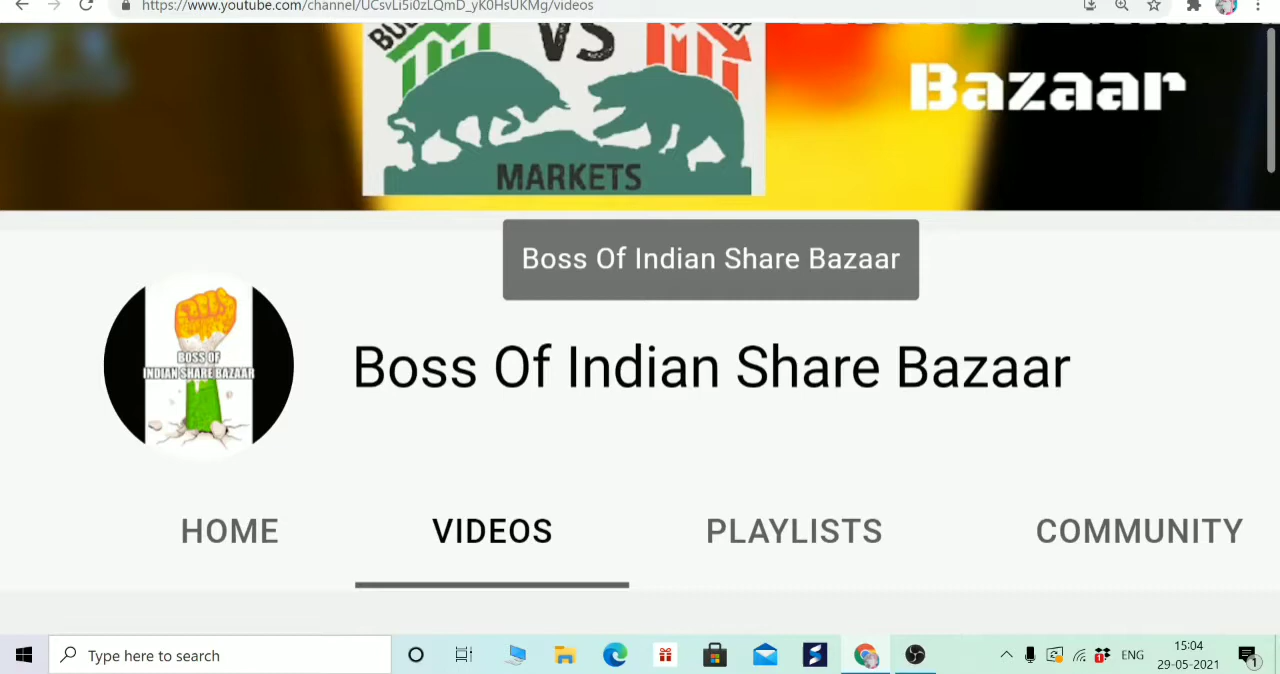 https://www.youtube.com/channel/UCsvLi5i0zLQmD_yK0HsUKMg/videos
VS
MARKETS
Bazaar
Boss Of Indian Share Bazaar
BOSS OF
INDIAN SHARE BAZAAR
Boss Of Indian Share Bazaar
HOME
VIDEOS
PLAYLISTS
COMMUNITY
Type here to search
ENG
15:04
29-05-2021
1